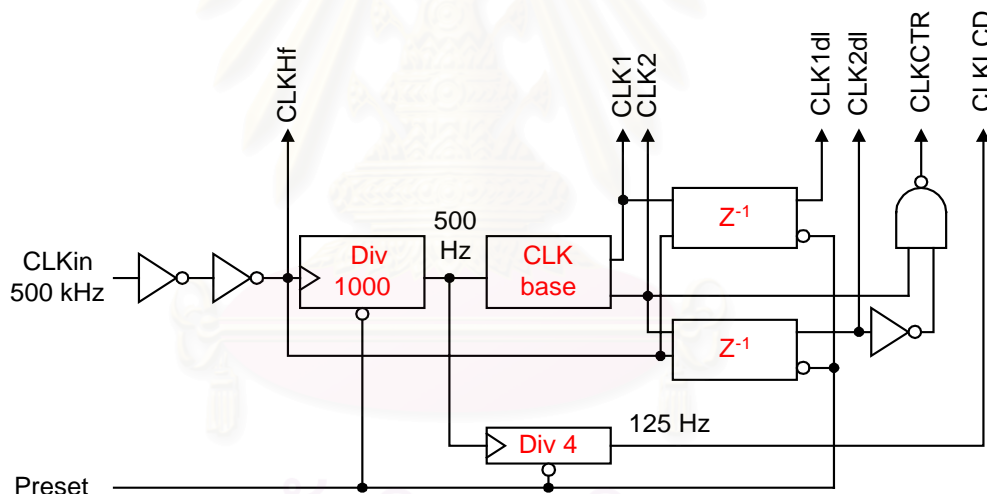 CLKHf
CLK1
CLK2
CLK1dl
CLK2dl
CLKCTR
CLKLCD
CLKin
500 kHz
Div
1000
500
Hz
CLK
base
Z-1
Z-1
Div 4
125 Hz
Preset